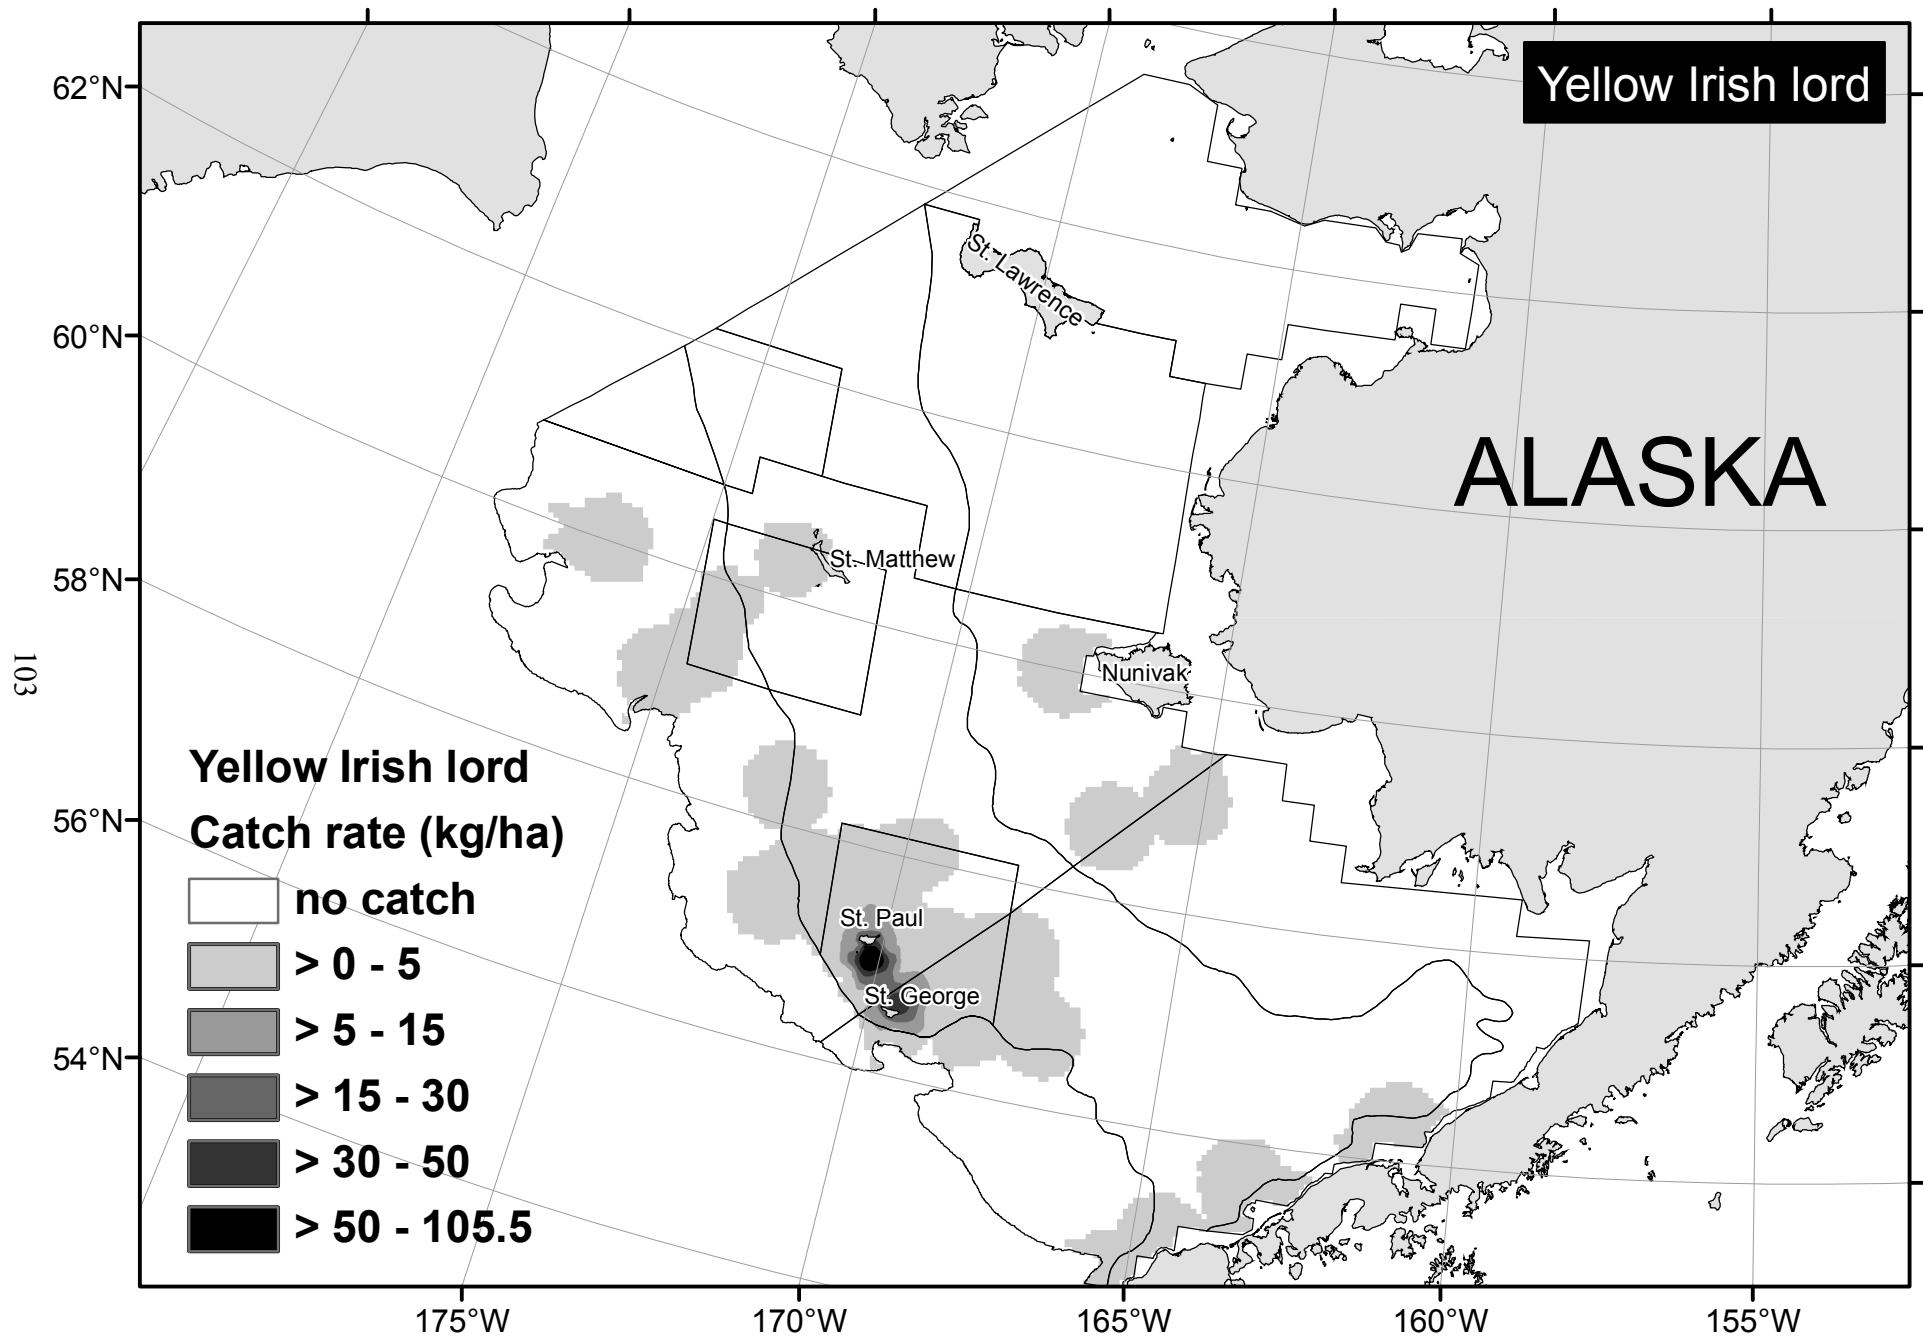 Yellow Irish lord
62°N
60°N
58°N
56°N
54°N
St. Lawrence
ALASKA
St. Matthew
Nunivak
St. Paul
St. George
103
Yellow Irish lord
Catch rate (kg/ha)
no catch
> 0 - 5
> 5 - 15
> 15 - 30
> 30 - 50
> 50 - 105.5
175°W
170°W
165°W
160°W
155°W